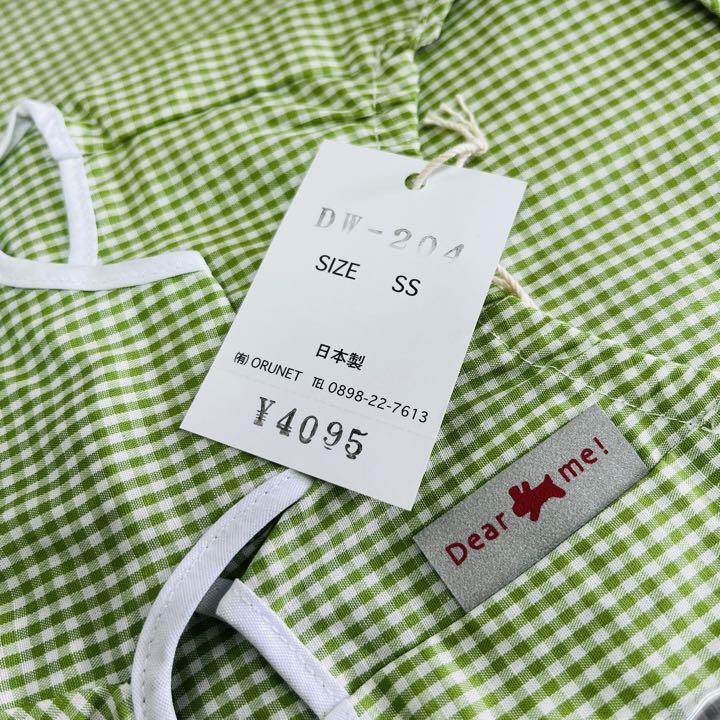 DW-204
SIZE SS
日本製
㈲ ORUNET ℡ 0898-22-7613
¥4095
Dear me!